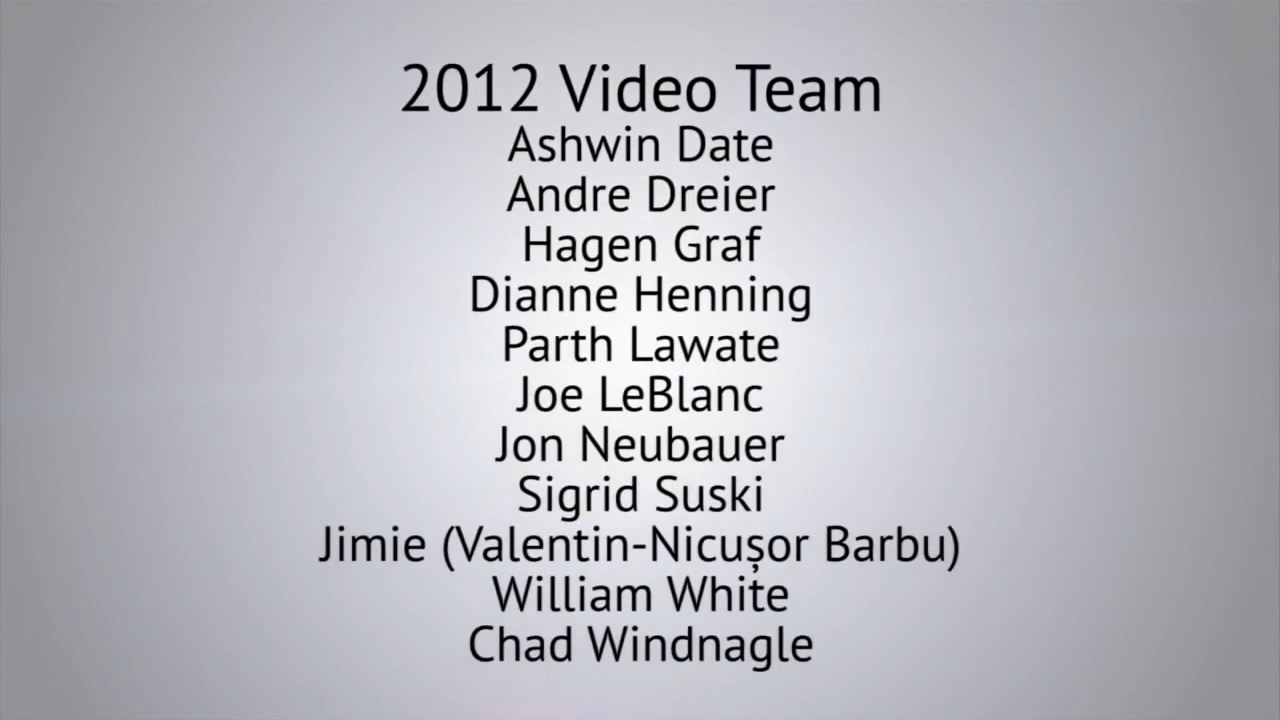 2012 Video Team
Ashwin Date
Andre Dreier
Hagen Graf
Dianne Henning
Parth Lawate
Joe LeBlanc
Jon Neubauer
Sigrid Suski
Jimie (Valentin-Nicușor Barbu)
William White
Chad Windnagle